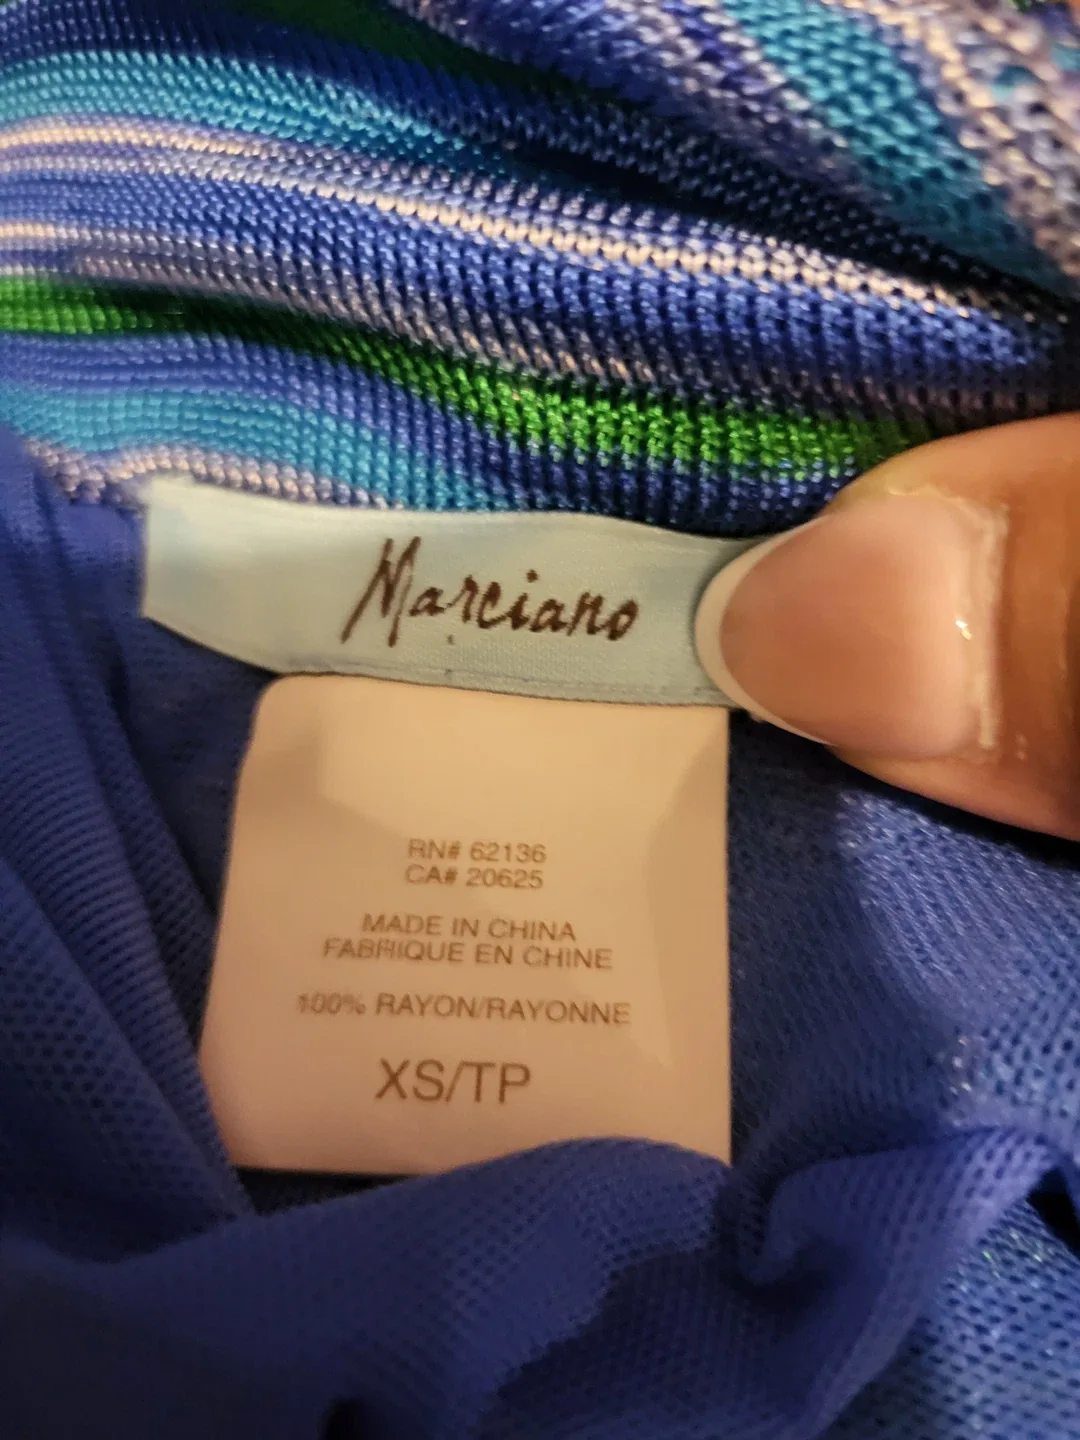 Marciano
RN# 62136
CA# 20625
MADE IN CHINA
FABRIQUE EN CHINE
100% RAYON/RAYONNE
XS/TP